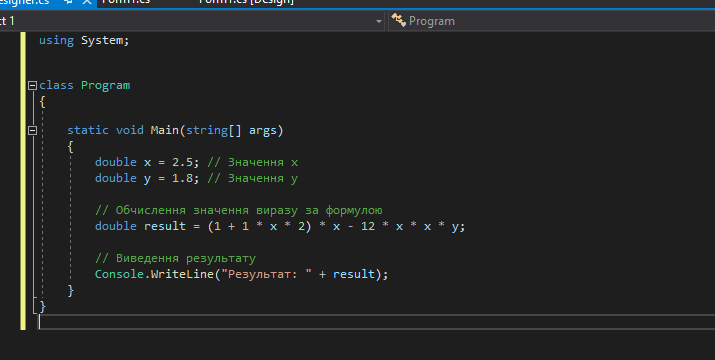 esigner.cs Form1.cs Form1.cs [Design]
ct 1 Program
using System;
class Program
{
static void Main(string[] args)
{
double x = 2.5; // Значення x
double y = 1.8; // Значення y
// Обчислення значення виразу за формулою
double result = (1 + 1 * x * 2) * x - 12 * x * x * y;
// Виведення результату
Console.WriteLine("Результат: " + result);
}
}